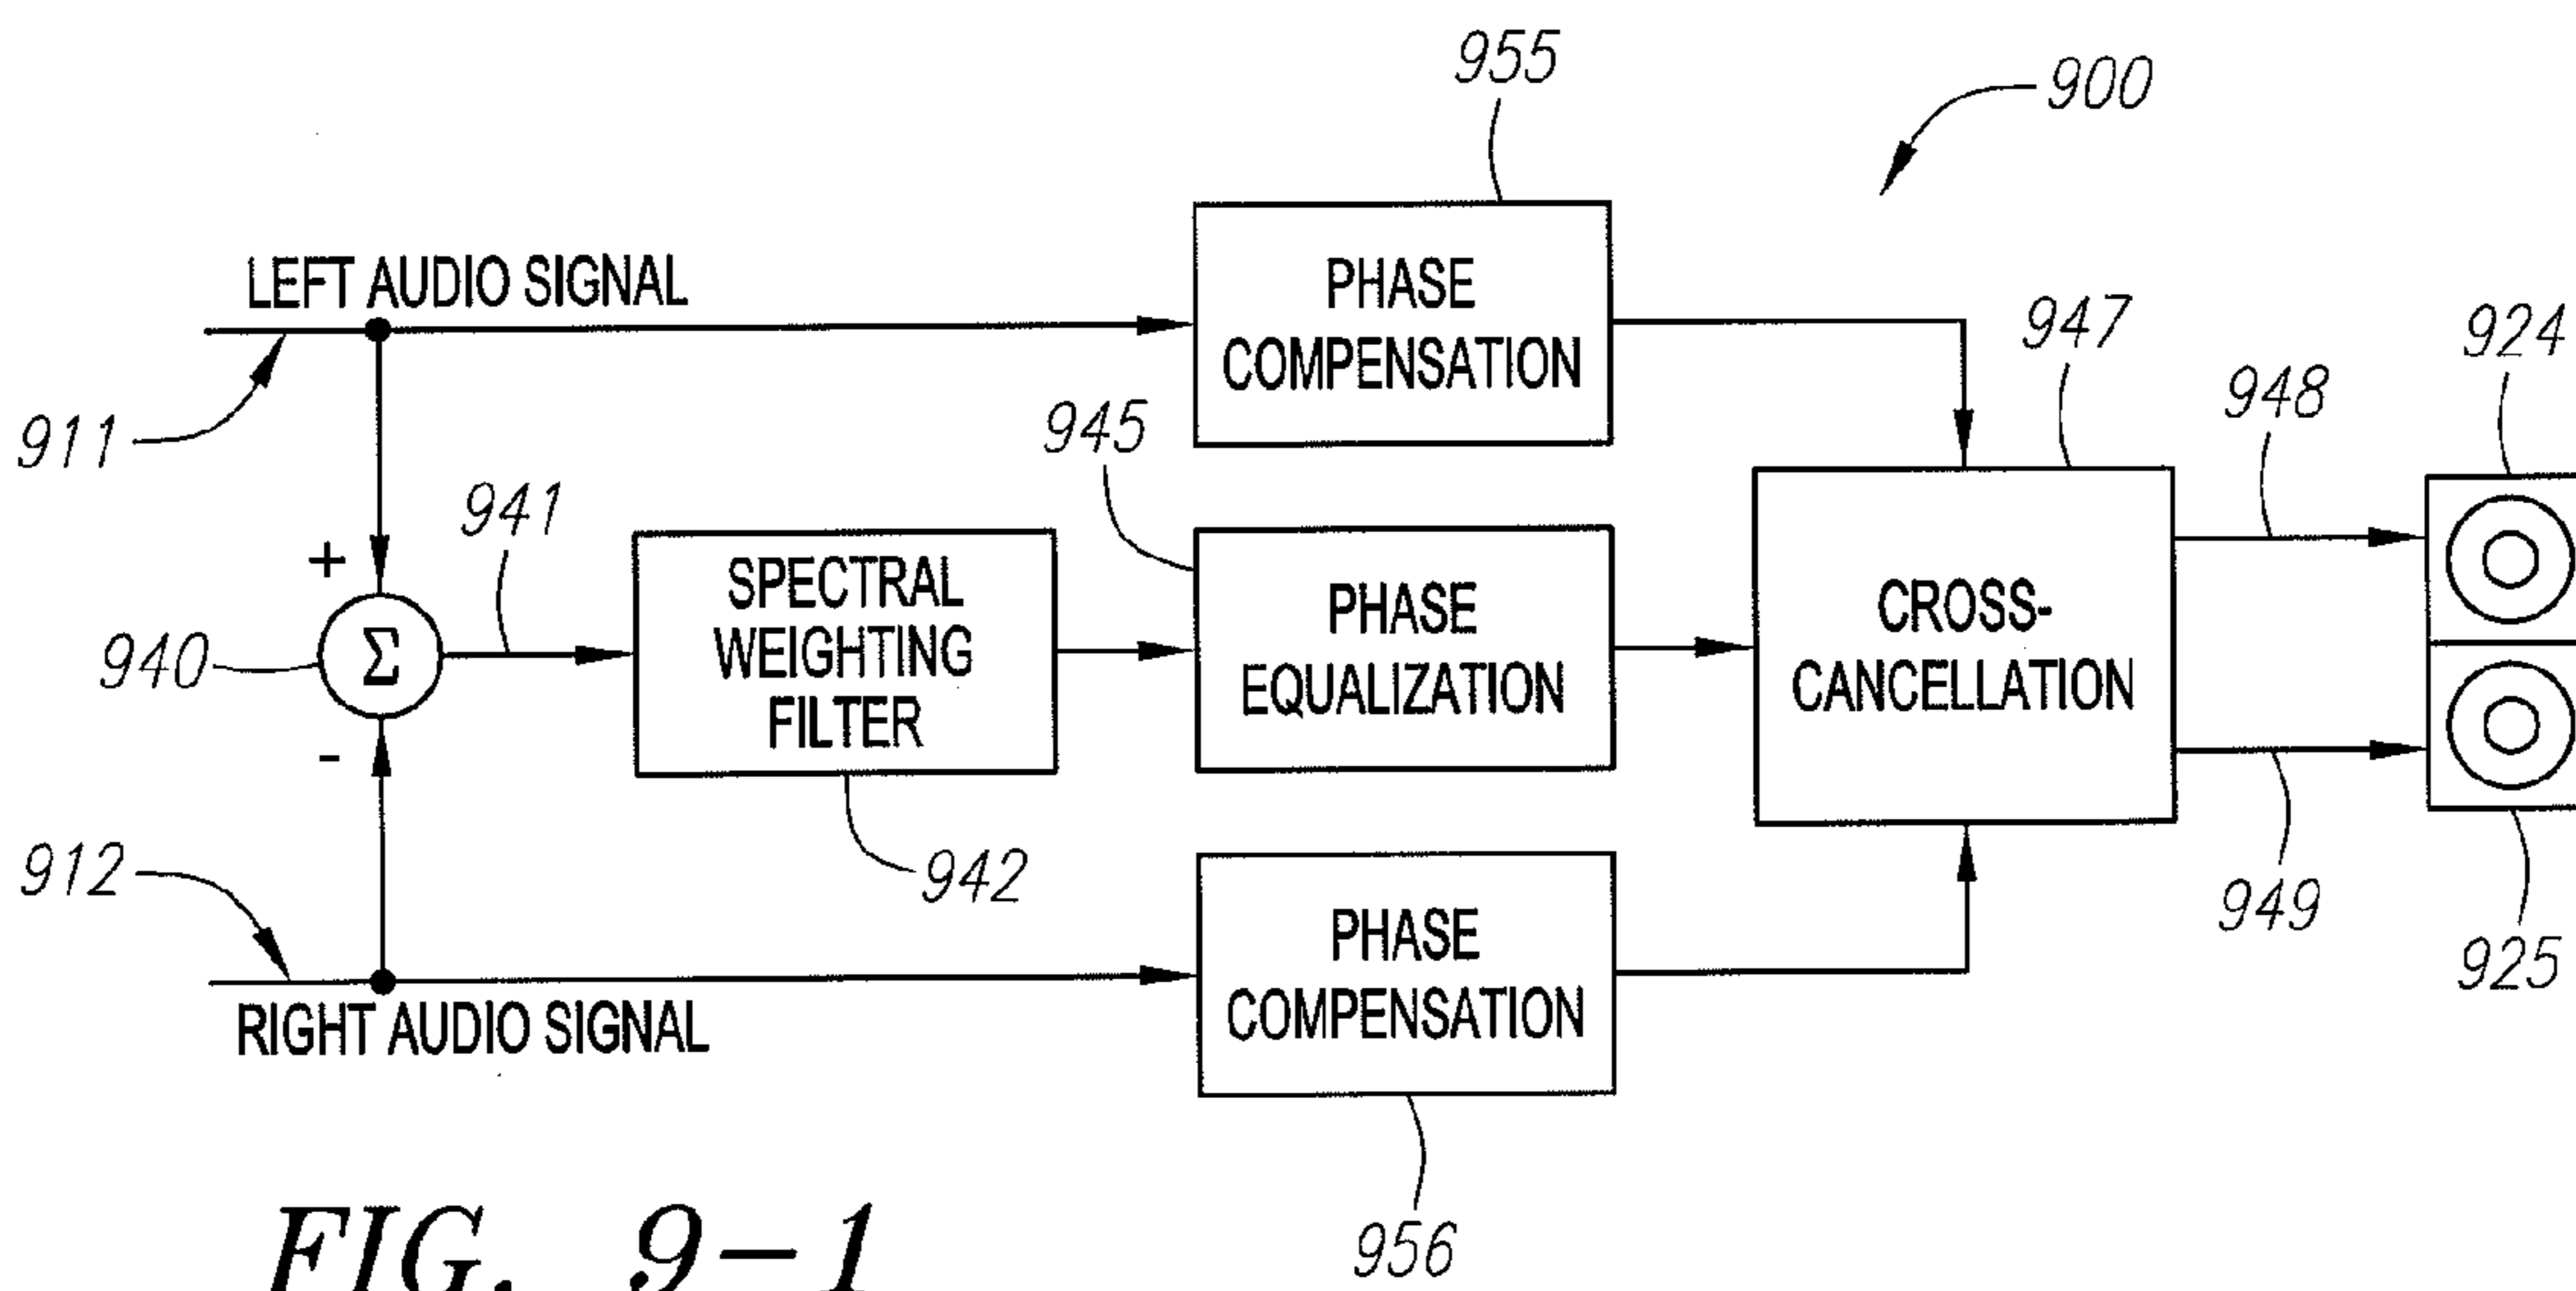 955
900
LEFT AUDIO SIGNAL
PHASE
COMPENSATION
947
924
948
911
945
941
+
SPECTRAL
WEIGHTING
FILTER
PHASE
EQUALIZATION
CROSS-
CANCELLATION
940
Σ
-
912
942
949
925
PHASE
COMPENSATION
RIGHT AUDIO SIGNAL
956
FIG. 9-1